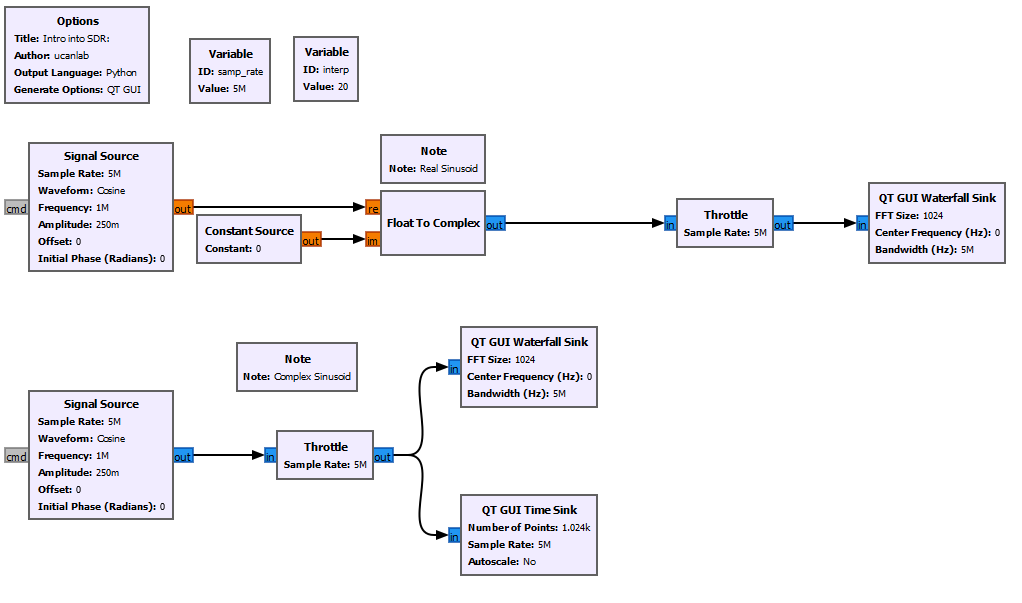 Options
Title: Intro into SDR:
Author: ucanlab
Output Language: Python
Generate Options: QT GUI
Variable
ID: samp_rate
Value: 5M
Variable
ID: interp
Value: 20
Signal Source
Sample Rate: 5M
Waveform: Cosine
Frequency: 1M
Amplitude: 250m
Offset: 0
Initial Phase (Radians): 0
cmd
out
Constant Source
Constant: 0
out
Note
Note: Real Sinusoid
re
im
Float To Complex
out
in
Throttle
Sample Rate: 5M
out
in
QT GUI Waterfall Sink
FFT Size: 1024
Center Frequency (Hz): 0
Bandwidth (Hz): 5M
Note
Note: Complex Sinusoid
Signal Source
Sample Rate: 5M
Waveform: Cosine
Frequency: 1M
Amplitude: 250m
Offset: 0
Initial Phase (Radians): 0
cmd
out
in
Throttle
Sample Rate: 5M
out
in
QT GUI Waterfall Sink
FFT Size: 1024
Center Frequency (Hz): 0
Bandwidth (Hz): 5M
in
QT GUI Time Sink
Number of Points: 1.024k
Sample Rate: 5M
Autoscale: No